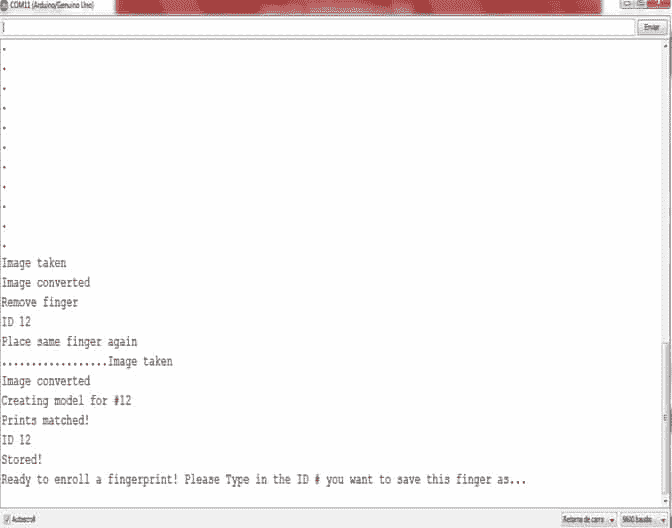 COM11 (Arduino/Genuino Uno)
Enviar
.
.
.
.
.
.
.
.
.
.
.
Image taken
Image converted
Remove finger
ID 12
Place same finger again
..................Image taken
Image converted
Creating model for #12
Prints matched!
ID 12
Stored!
Ready to enroll a fingerprint! Please Type in the ID # you want to save this finger as...
Autoscroll
Retorno de carro
9600 baudio